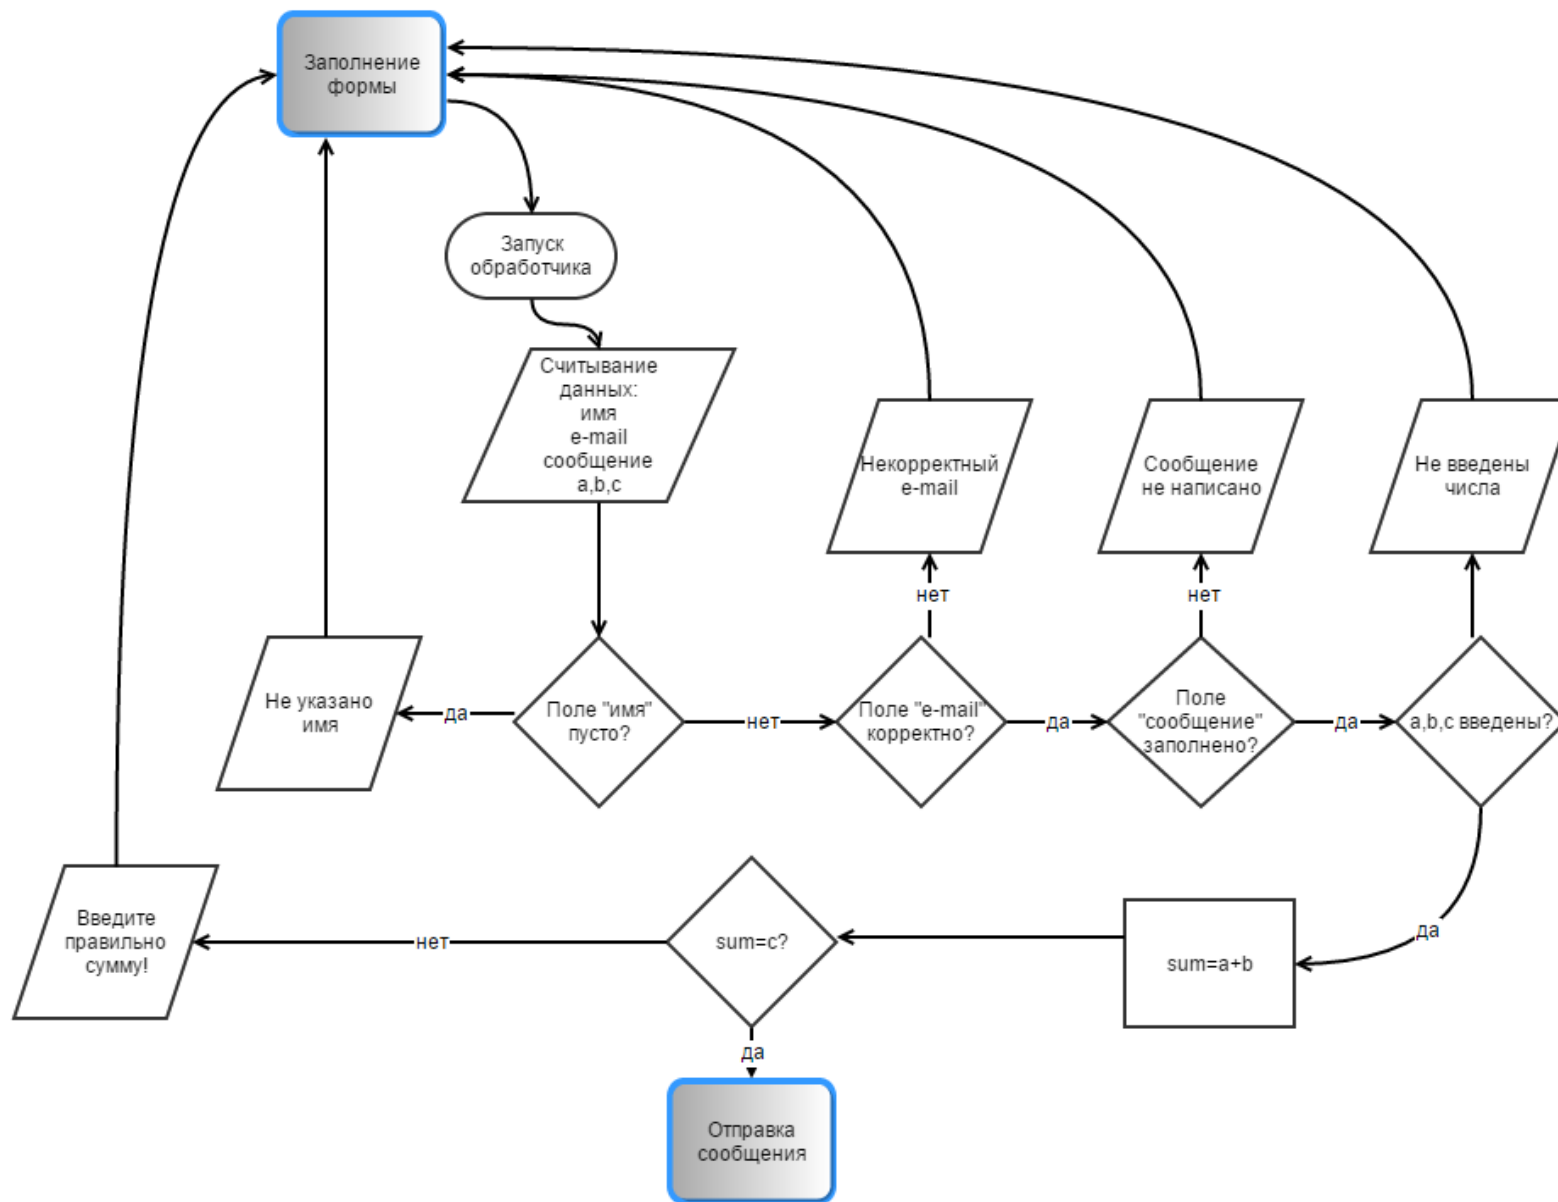 Заполнение
формы
Запуск
обработчика
Считывание
данных:
имя
e-mail
сообщение
a,b,c
Некорректный
e-mail
Сообщение
не написано
Не введены
числа
нет
нет
Не указано
имя
да
Поле "имя"
пусто?
нет
Поле "e-mail"
корректно?
да
Поле
"сообщение"
заполнено?
да
a,b,c введены?
Введите
правильно
сумму!
нет
sum=c?
sum=a+b
да
да
Отправка
сообщения